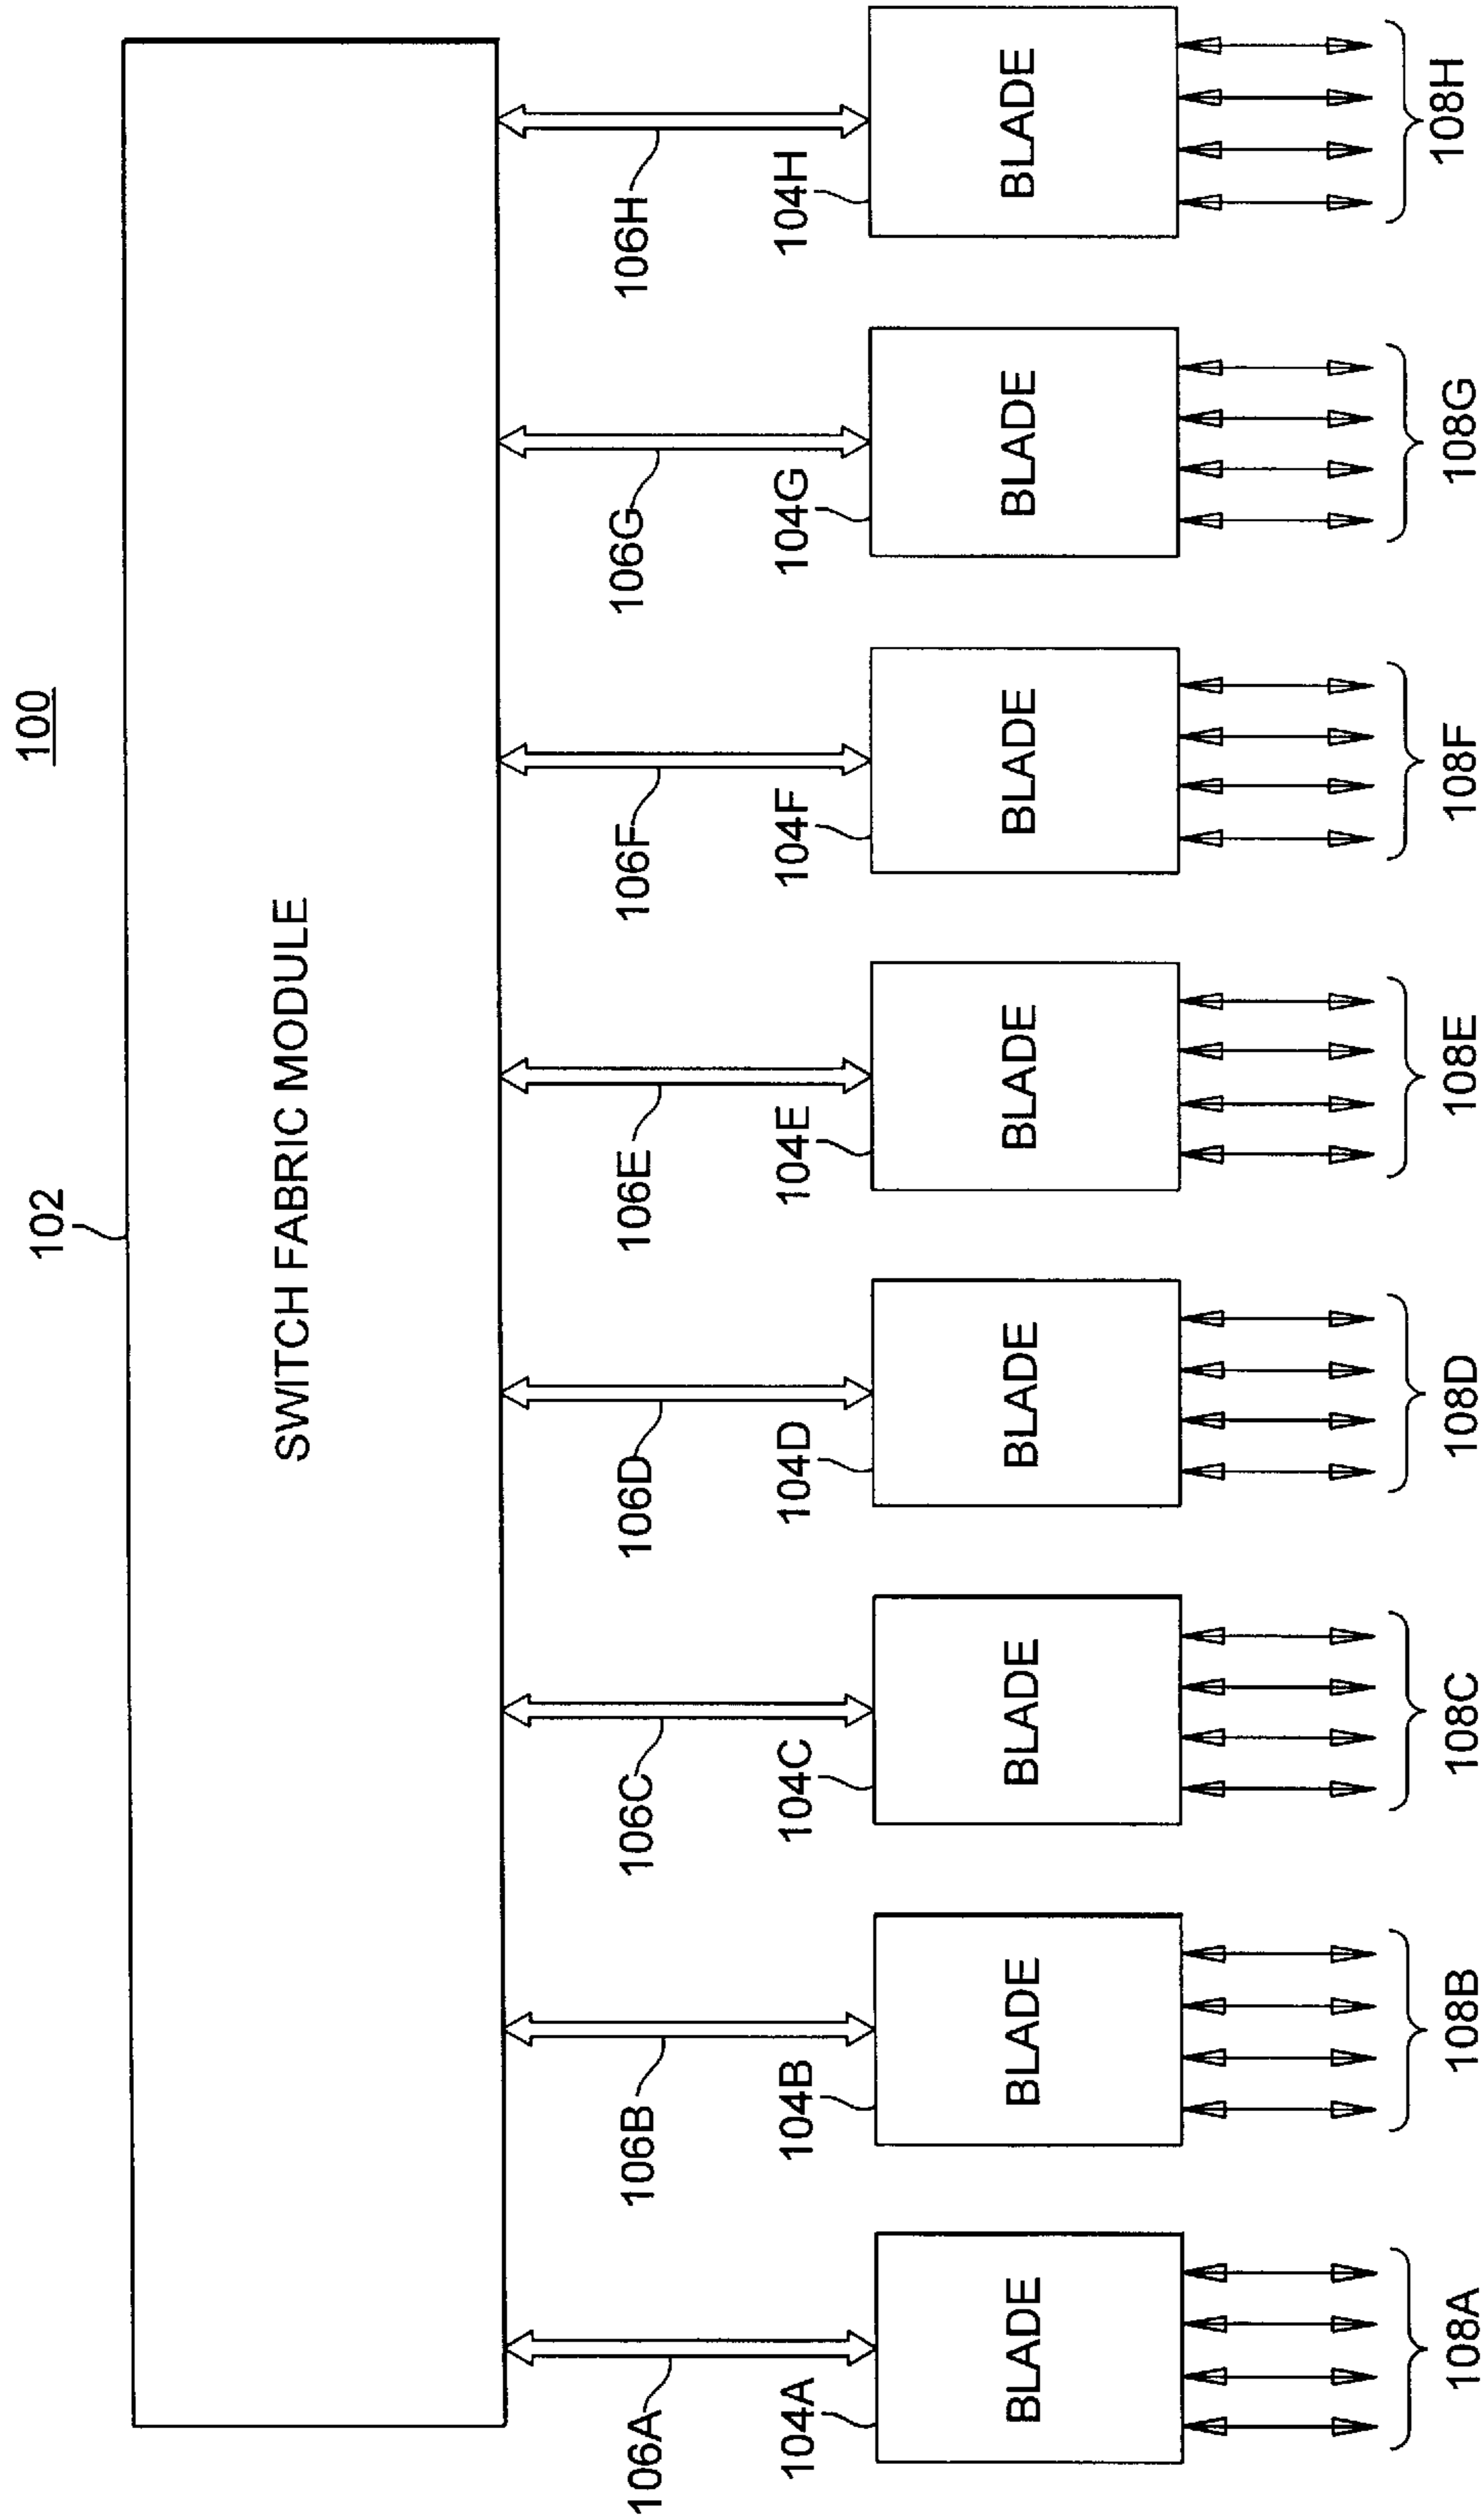 100
102
SWITCH FABRIC MODULE
106A
106B
106C
106D
106E
106F
106G
106H
104A
104B
104C
104D
104E
104F
104G
104H
BLADE
BLADE
BLADE
BLADE
BLADE
BLADE
BLADE
BLADE
108A
108B
108C
108D
108E
108F
108G
108H